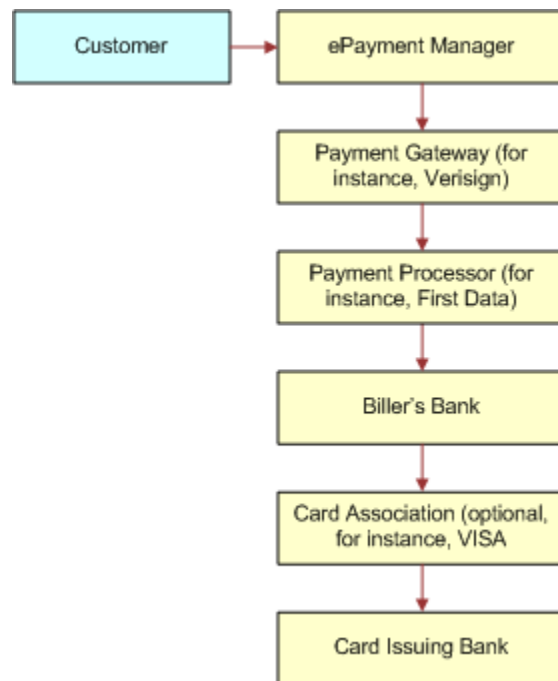 Customer
ePayment Manager
Payment Gateway (for
instance, Verisign)
Payment Processor (for
instance, First Data)
Biller's Bank
Card Association (optional,
for instance, VISA
Card Issuing Bank